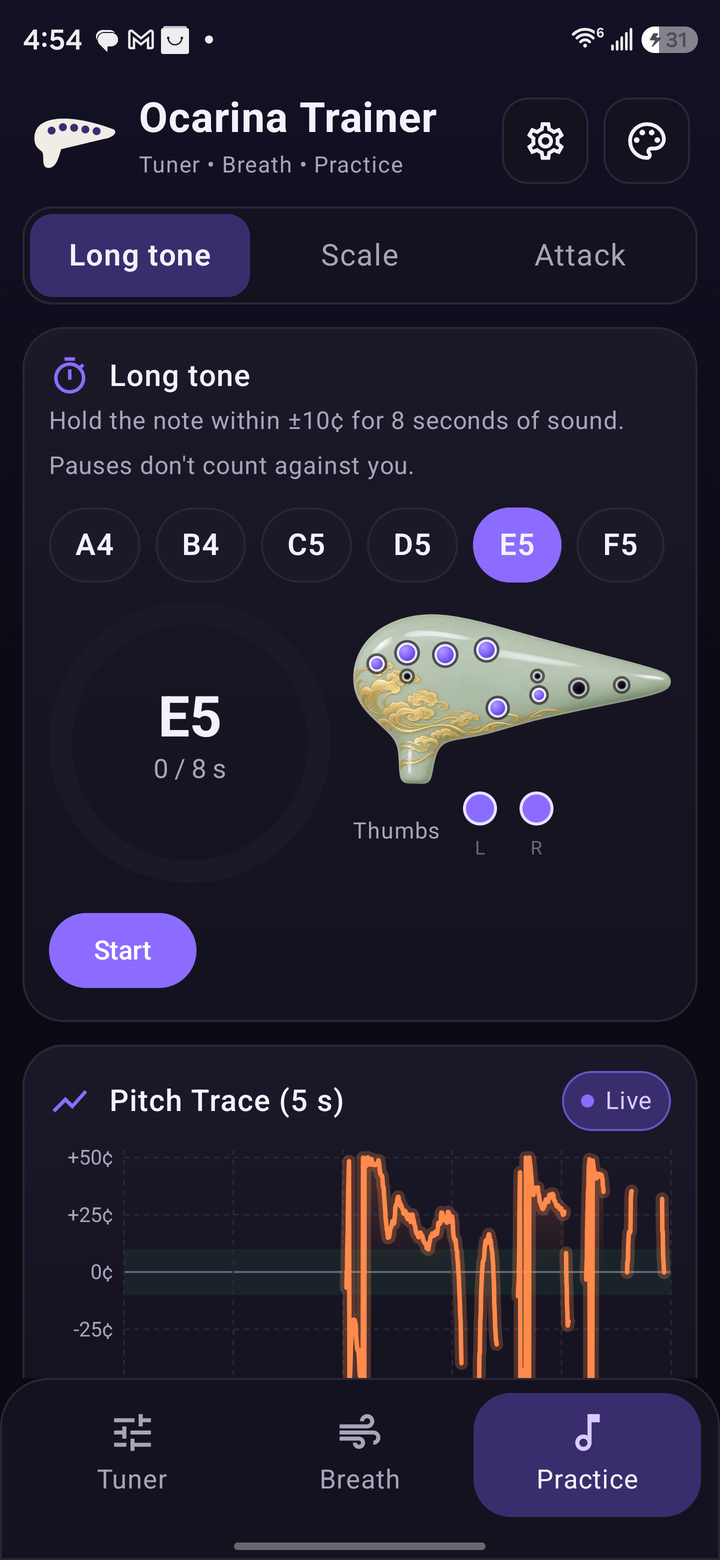 4:54
6
31
Ocarina Trainer
Tuner • Breath • Practice
Long tone
Scale
Attack
Long tone
Hold the note within ±10¢ for 8 seconds of sound.
Pauses don't count against you.
A4
B4
C5
D5
E5
F5
E5
0 / 8 s
Thumbs
L
R
Start
Pitch Trace (5 s)
Live
+50¢
+25¢
0¢
-25¢
Tuner
Breath
Practice